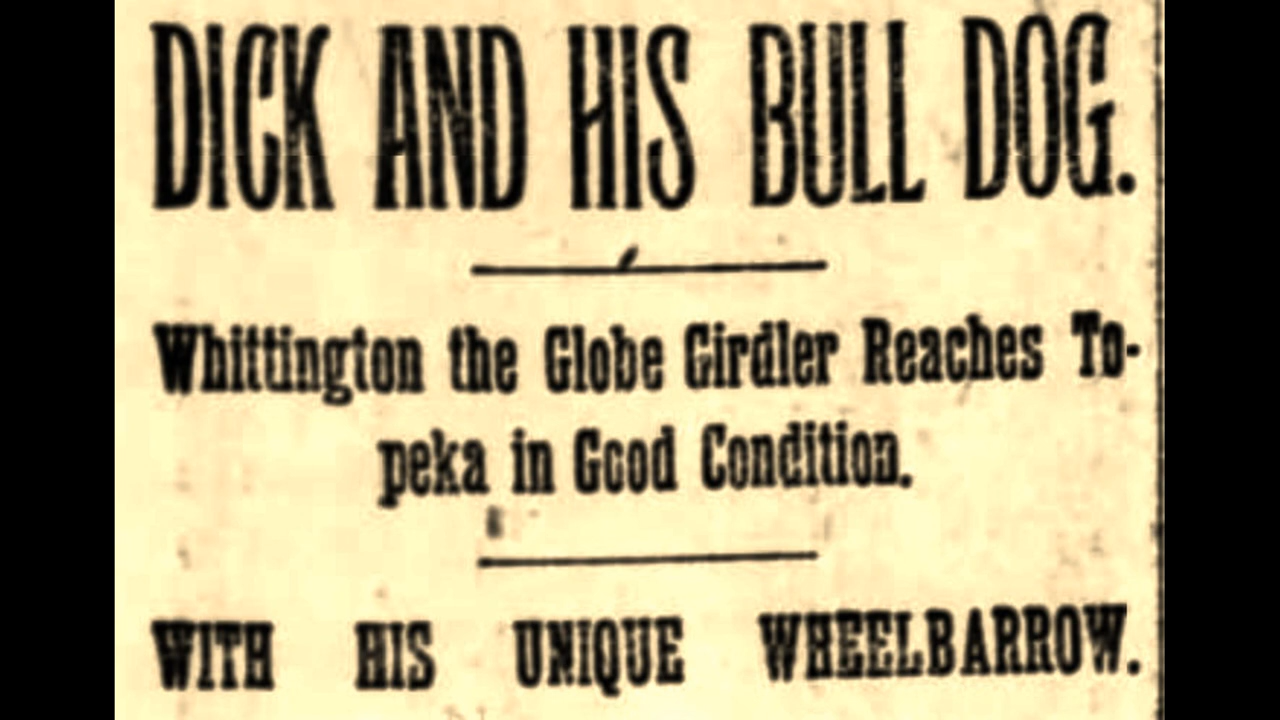 DICK AND HIS BULL DOG.
Whittington the Globe Girdler Reaches To-
peka in Good Condition.
WITH HIS UNIQUE WHEELBARROW.